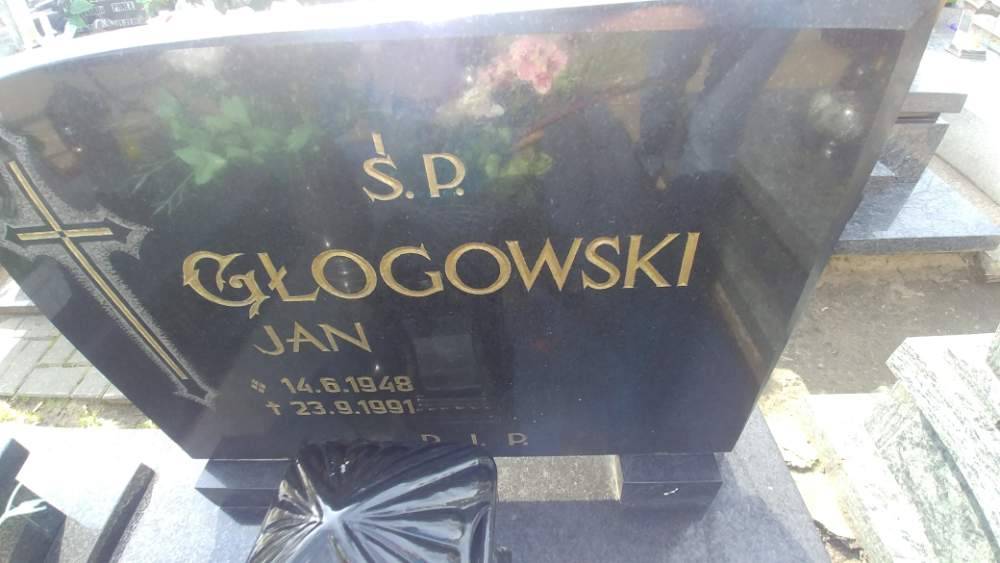 Ś. P.
GŁOGOWSKI
JAN
14.6.1948
† 23.9.1991
R. I. P.